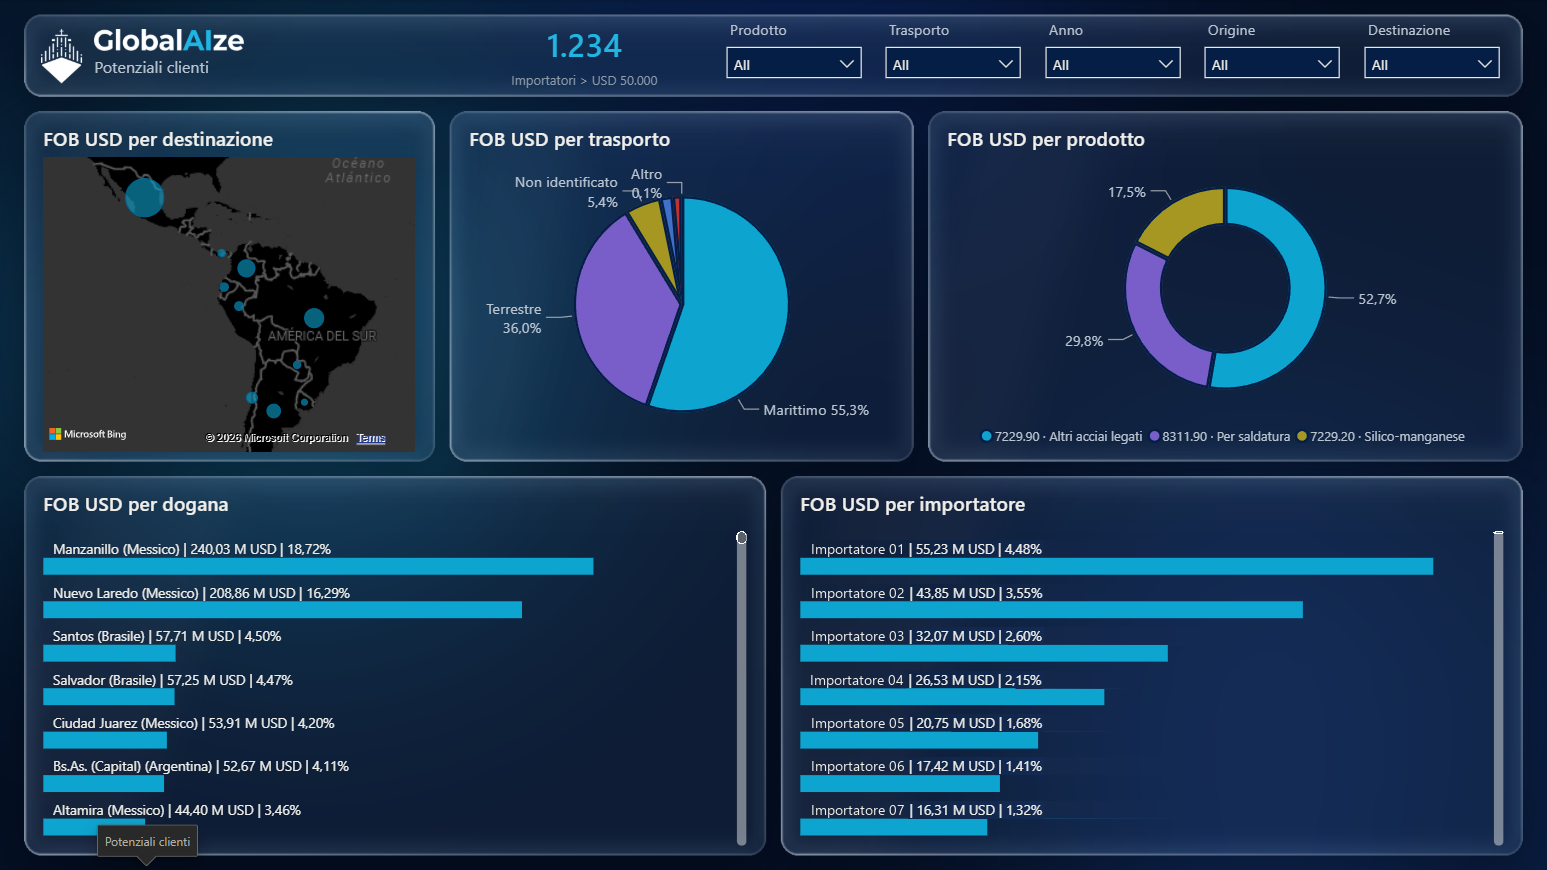 GlobalAIze
Potenziali clienti
1.234
Importatori > USD 50.000
Prodotto
All
Trasporto
All
Anno
All
Origine
All
Destinazione
All
FOB USD per destinazione
Océano
Atlántico
AMÉRICA DEL SUR
Microsoft Bing
© 2026 Microsoft Corporation Terms
FOB USD per trasporto
Altro
0,1%
Non identificato
5,4%
Terrestre
36,0%
Marittimo 55,3%
FOB USD per prodotto
17,5%
52,7%
29,8%
7229.90 · Altri acciai legati
8311.90 · Per saldatura
7229.20 · Silico-manganese
FOB USD per dogana
Manzanillo (Messico) | 240,03 M USD | 18,72%
Nuevo Laredo (Messico) | 208,86 M USD | 16,29%
Santos (Brasile) | 57,71 M USD | 4,50%
Salvador (Brasile) | 57,25 M USD | 4,47%
Ciudad Juarez (Messico) | 53,91 M USD | 4,20%
Bs.As. (Capital) (Argentina) | 52,67 M USD | 4,11%
Altamira (Messico) | 44,40 M USD | 3,46%
Potenziali clienti
FOB USD per importatore
Importatore 01 | 55,23 M USD | 4,48%
Importatore 02 | 43,85 M USD | 3,55%
Importatore 03 | 32,07 M USD | 2,60%
Importatore 04 | 26,53 M USD | 2,15%
Importatore 05 | 20,75 M USD | 1,68%
Importatore 06 | 17,42 M USD | 1,41%
Importatore 07 | 16,31 M USD | 1,32%